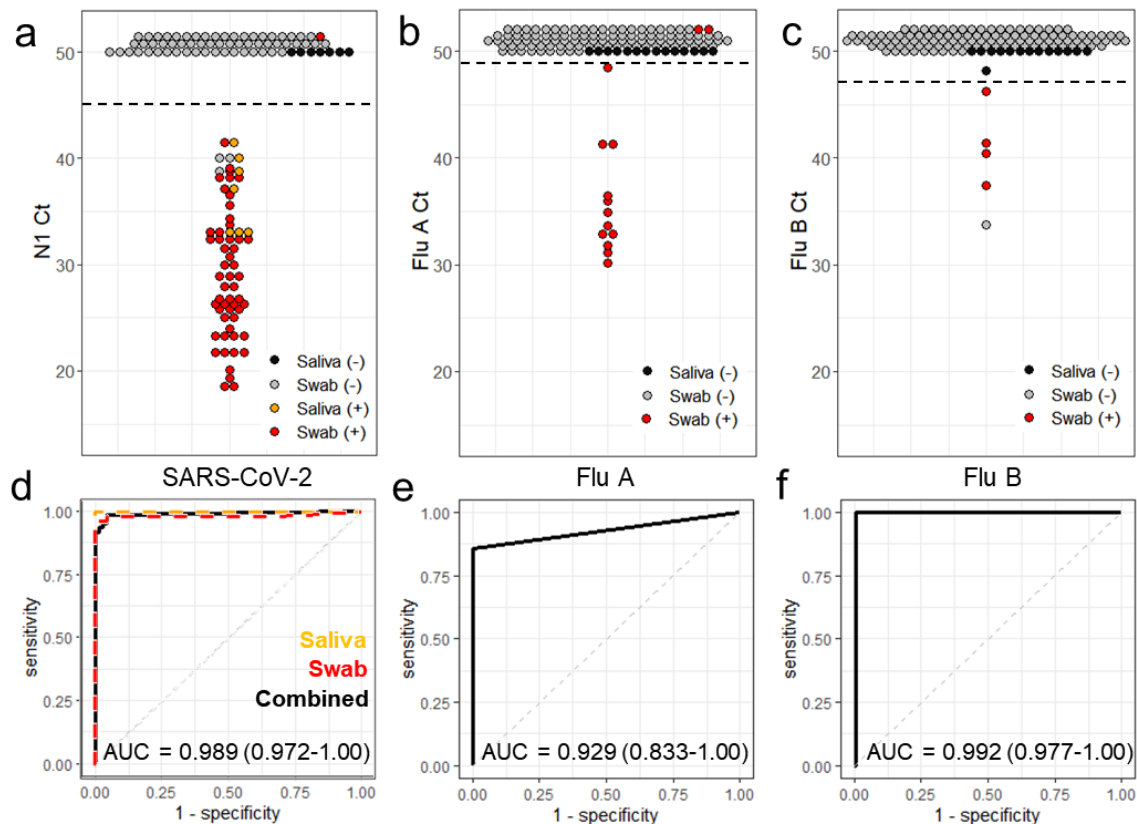 a
50
40
30
20
N1 Ct
Saliva (-)
Swab (-)
Saliva (+)
Swab (+)
b
50
40
30
20
Flu A Ct
Saliva (-)
Swab (-)
Swab (+)
c
50
40
30
20
Flu B Ct
Saliva (-)
Swab (-)
Swab (+)
d
SARS-CoV-2
1.00
0.75
0.50
0.25
0.00
sensitivity
Saliva
Swab
Combined
AUC = 0.989 (0.972-1.00)
0.00 0.25 0.50 0.75 1.00
1 - specificity
e
Flu A
1.00
0.75
0.50
0.25
0.00
sensitivity
AUC = 0.929 (0.833-1.00)
0.00 0.25 0.50 0.75 1.00
1 - specificity
f
Flu B
1.00
0.75
0.50
0.25
0.00
sensitivity
AUC = 0.992 (0.977-1.00)
0.00 0.25 0.50 0.75 1.00
1 - specificity